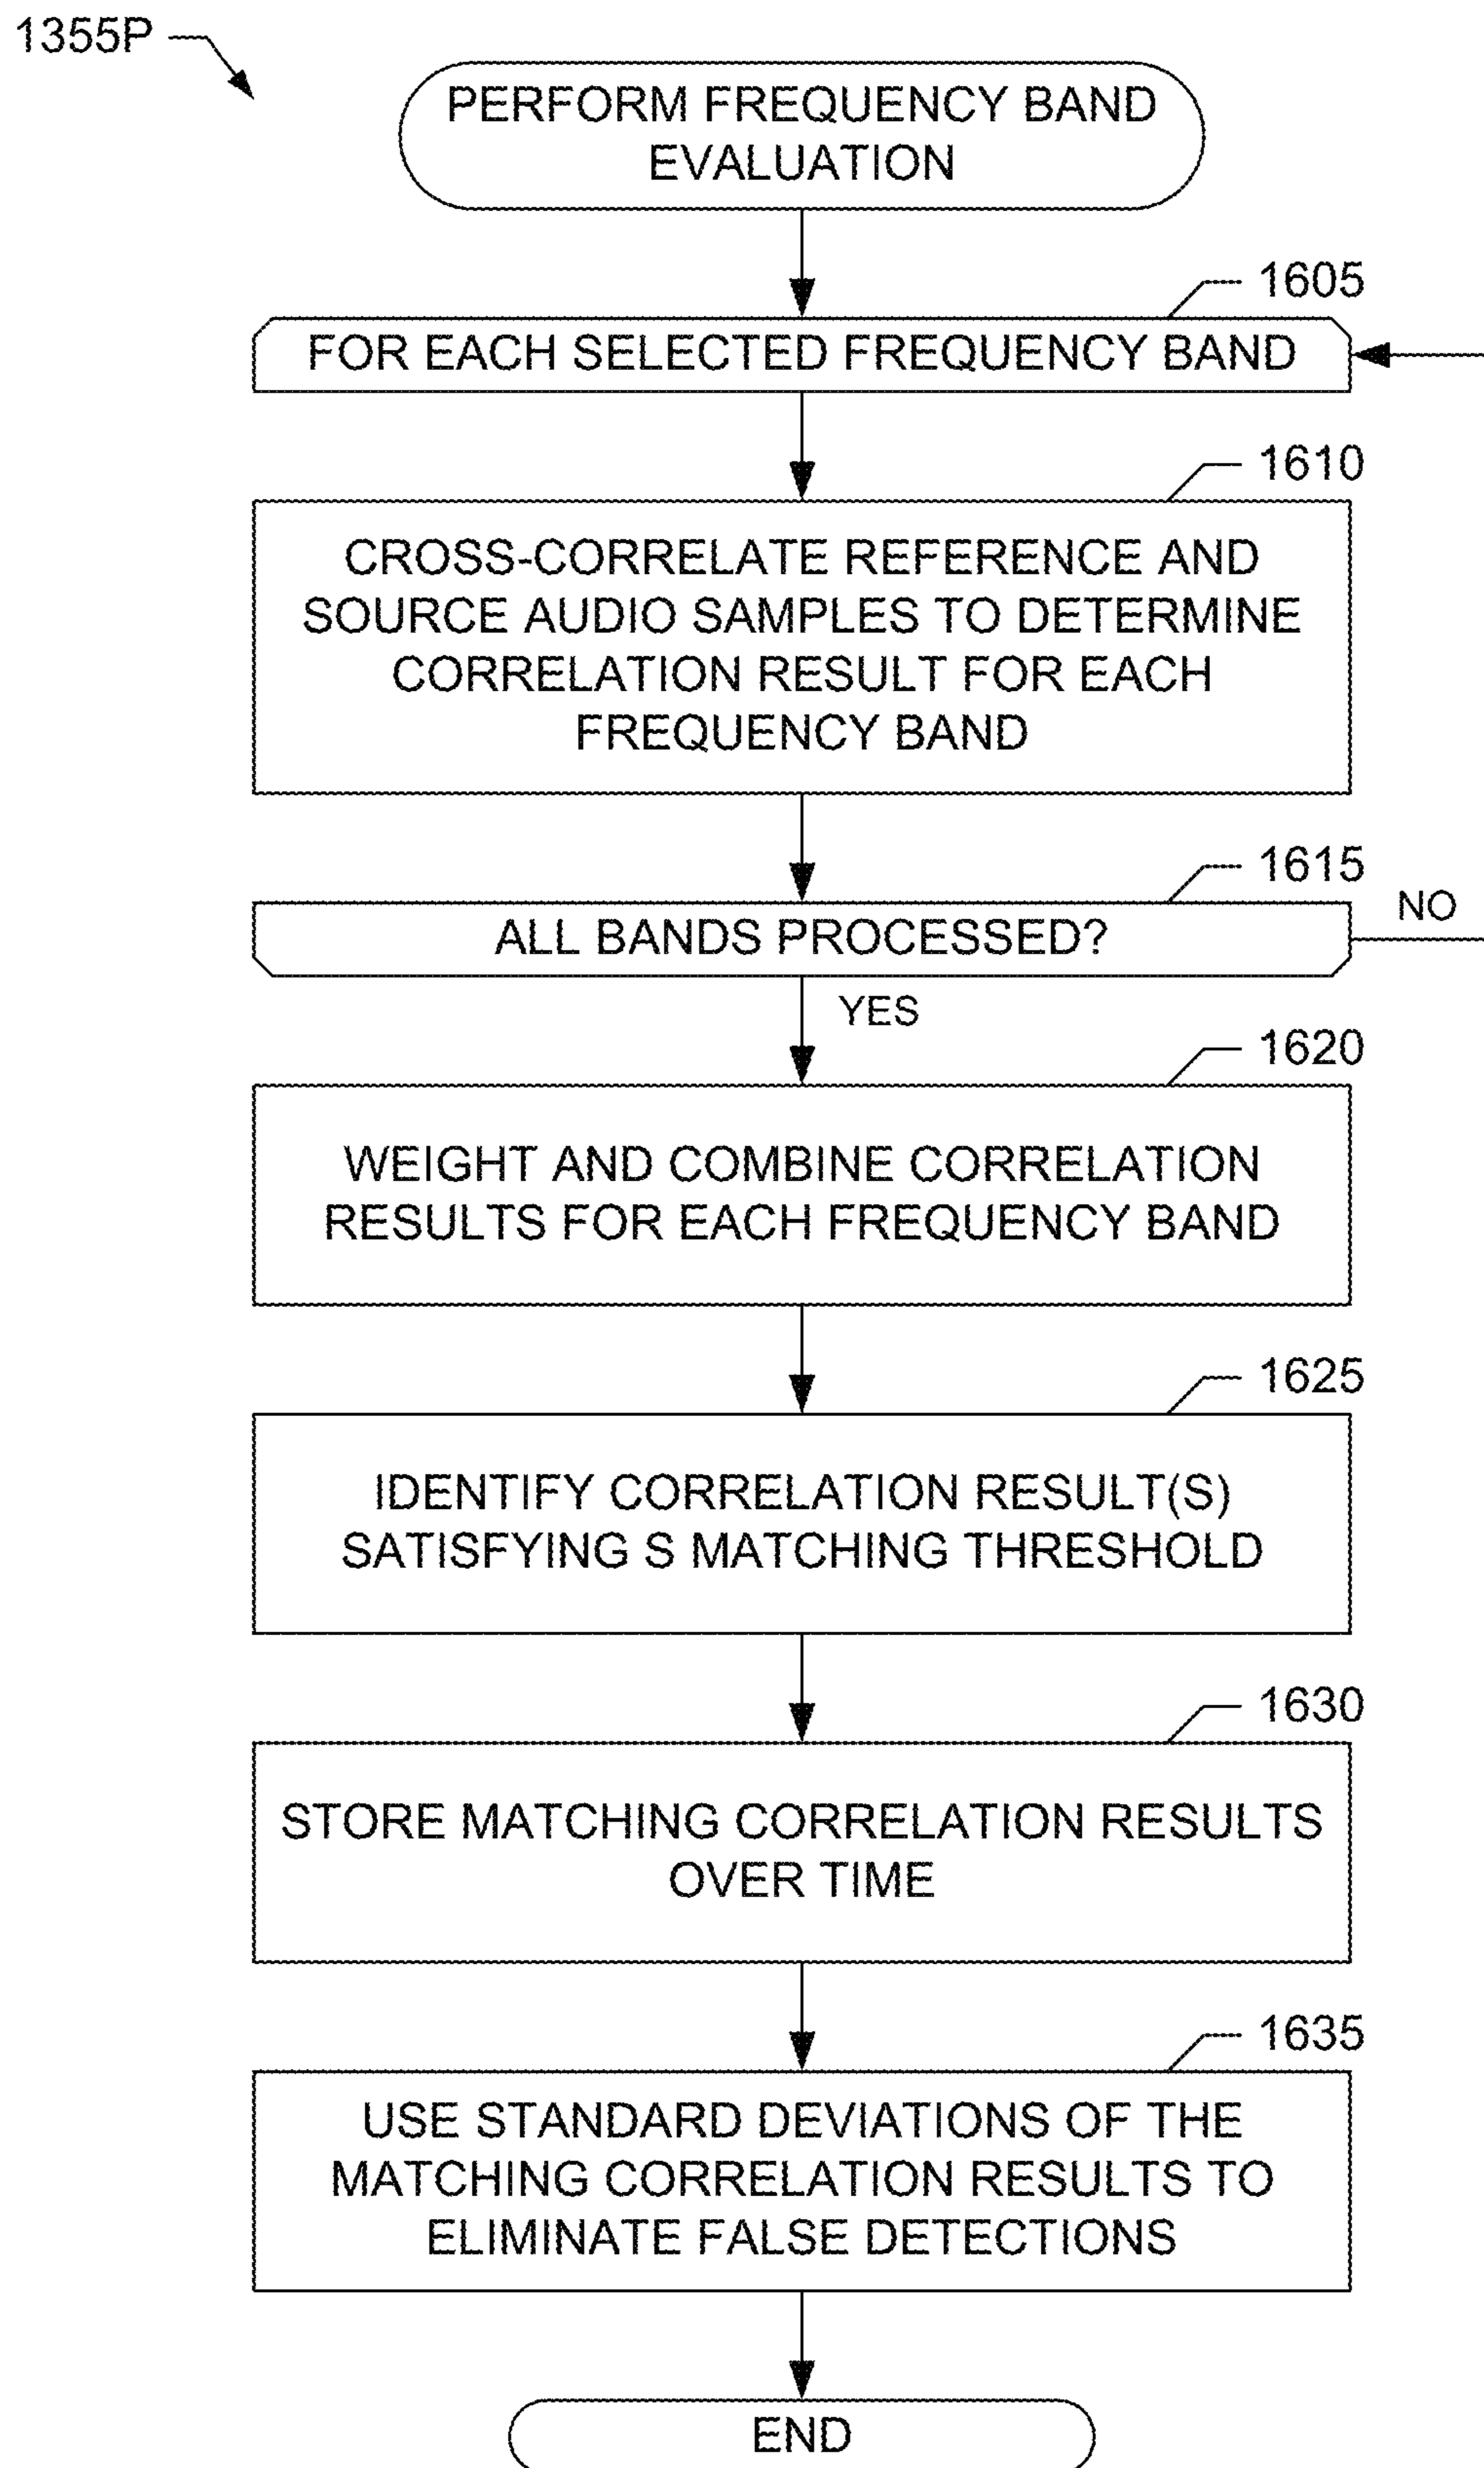 1355P
PERFORM FREQUENCY BAND
EVALUATION
1605
FOR EACH SELECTED FREQUENCY BAND
1610
CROSS-CORRELATE REFERENCE AND
SOURCE AUDIO SAMPLES TO DETERMINE
CORRELATION RESULT FOR EACH
FREQUENCY BAND
1615
ALL BANDS PROCESSED?
NO
YES
1620
WEIGHT AND COMBINE CORRELATION
RESULTS FOR EACH FREQUENCY BAND
1625
IDENTIFY CORRELATION RESULT(S)
SATISFYING S MATCHING THRESHOLD
1630
STORE MATCHING CORRELATION RESULTS
OVER TIME
1635
USE STANDARD DEVIATIONS OF THE
MATCHING CORRELATION RESULTS TO
ELIMINATE FALSE DETECTIONS
END